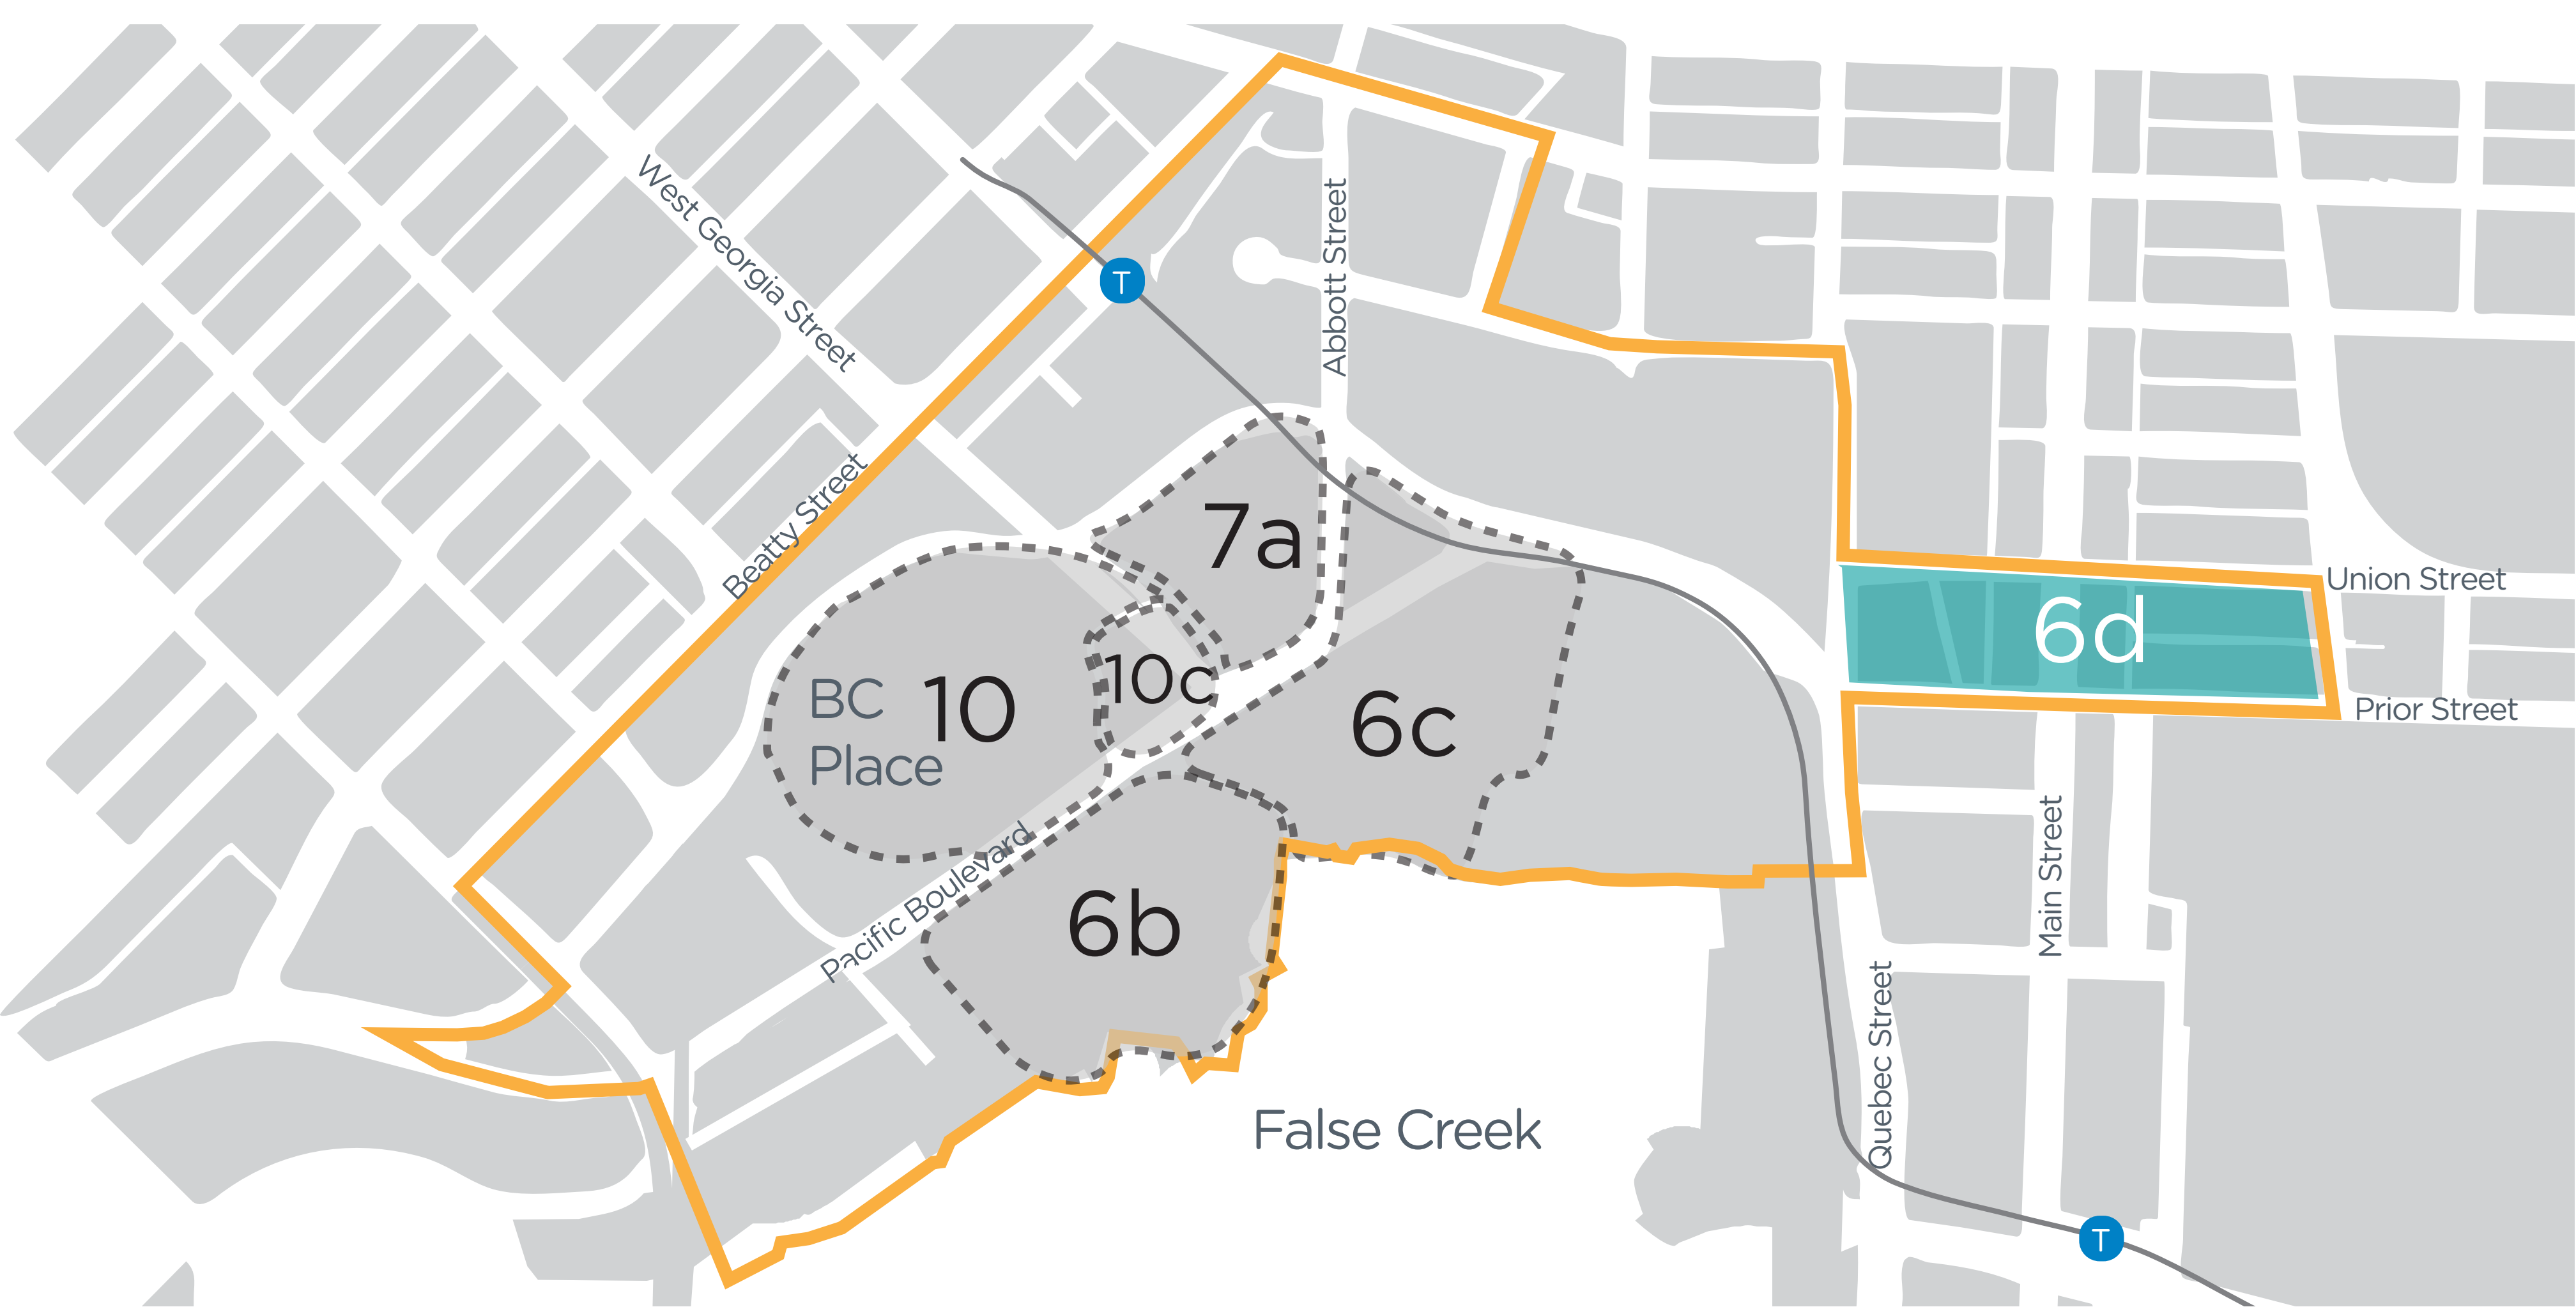 West Georgia Street
T
Abbott Street
Beatty Street
7a
Union Street
6d
10c
BC
Place
10
6c
Prior Street
Pacific Boulevard
6b
Main Street
Quebec Street
False Creek
T